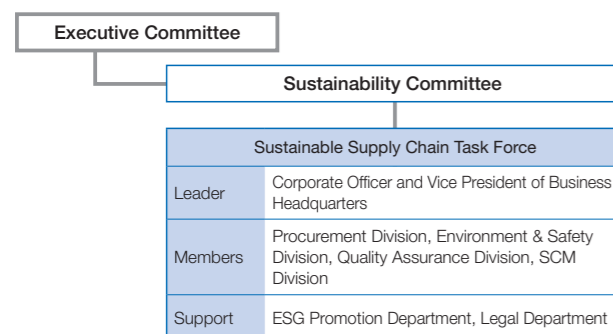 Executive Committee
Sustainability Committee
Sustainable Supply Chain Task Force
Leader
Corporate Officer and Vice President of Business
Headquarters
Members
Procurement Division, Environment & Safety
Division, Quality Assurance Division, SCM
Division
Support
ESG Promotion Department, Legal Department